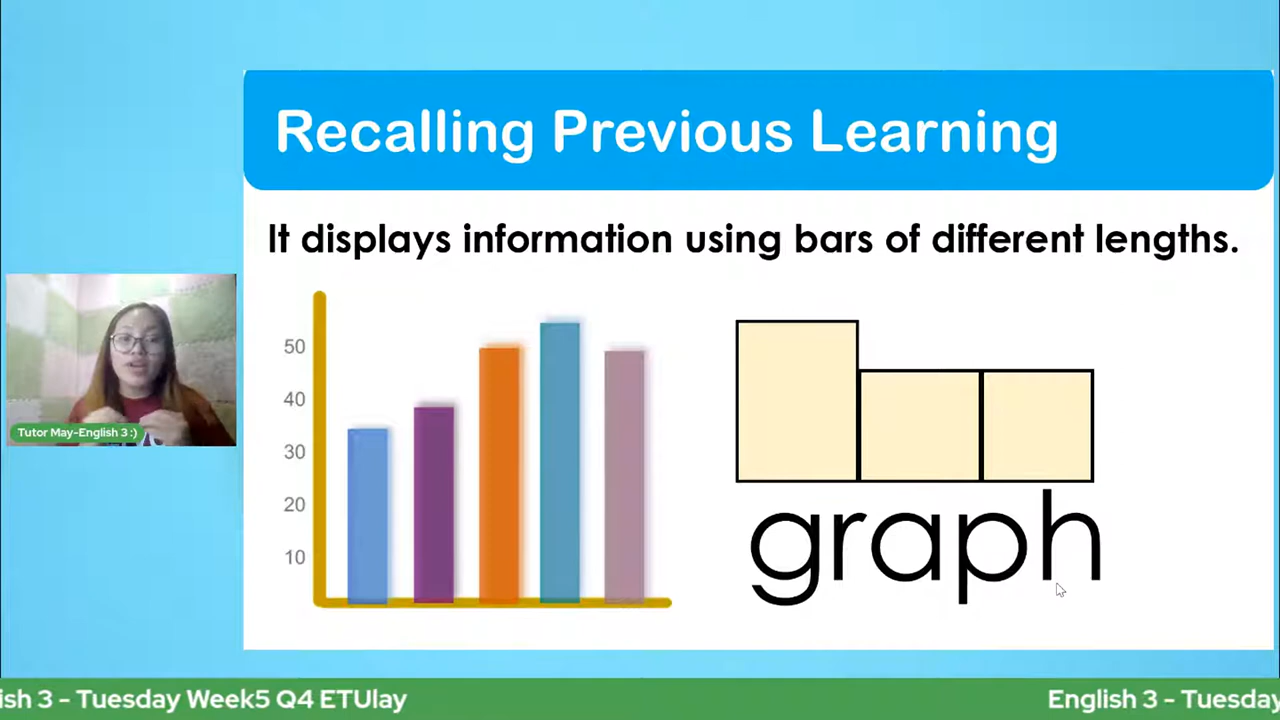 Recalling Previous Learning
It displays information using bars of different lengths.
50
40
30
20
10
graph
Tutor May-English 3 :)
ish 3 - Tuesday Week5 Q4 ETUlay
English 3 - Tuesday